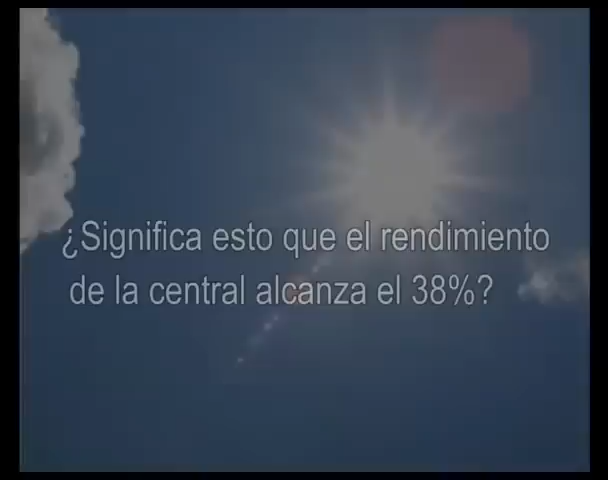 ¿Significa esto que el rendimiento
de la central alcanza el 38%?